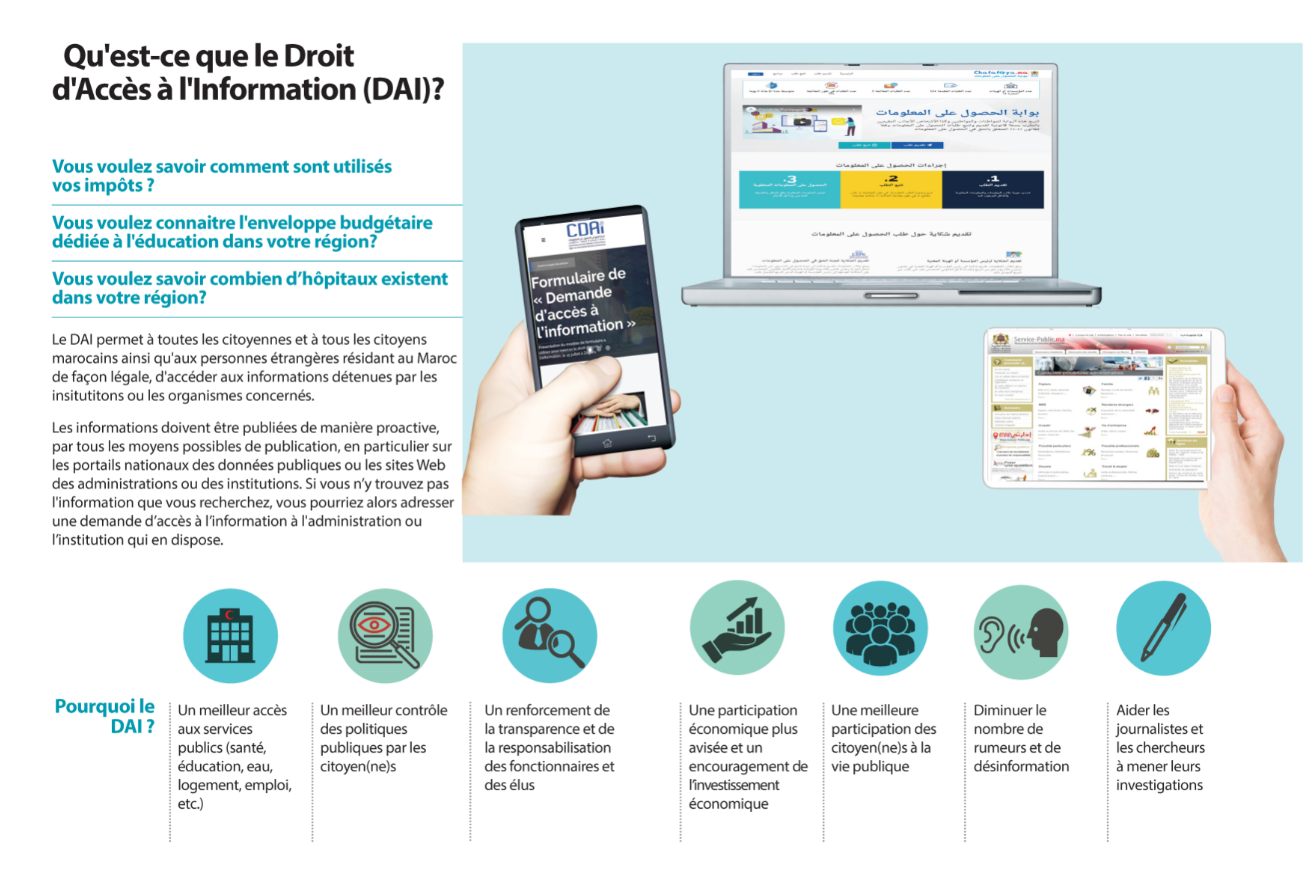 Qu'est-ce que le Droit
d'Accès à l'Information (DAI)?
Vous voulez savoir comment sont utilisés
vos impôts ?
Vous voulez connaitre l'enveloppe budgétaire
dédiée à l'éducation dans votre région?
Vous voulez savoir combien d’hôpitaux existent
dans votre région?
Le DAI permet à toutes les citoyennes et à tous les citoyens
marocains ainsi qu'aux personnes étrangères résidant au Maroc
de façon légale, d'accéder aux informations détenues par les
insitutitons ou les organismes concernés.
Les informations doivent être publiées de manière proactive,
par tous les moyens possibles de publication, en particulier sur
les portails nationaux des données publiques ou les sites Web
des administrations ou des institutions. Si vous n’y trouvez pas
l'information que vous recherchez, vous pourriez alors adresser
une demande d’accès à l’information à l'administration ou
l’institution qui en dispose.
CDAI
Formulaire de
« Demande
d'accès à
l'information »
بوابة الحصول على المعلومات
إجراءات الحصول على المعلومات
1.
تقديم الطلب
2.
تتبع الطلب
3.
الحصول على المعلومات المطلوبة
تقديم شكاية حول طلب الحصول على المعلومات
Service-Public.ma
Pourquoi le
DAI ?
Un meilleur accès
aux services
publics (santé,
éducation, eau,
logement, emploi,
etc.)
Un meilleur contrôle
des politiques
publiques par les
citoyen(ne)s
Un renforcement de
la transparence et de
la responsabilisation
des fonctionnaires et
des élus
Une participation
économique plus
avisée et un
encouragement de
l’investissement
économique
Une meilleure
participation des
citoyen(ne)s à la
vie publique
Diminuer le
nombre de
rumeurs et de
désinformation
Aider les
journalistes et
les chercheurs
à mener leurs
investigations